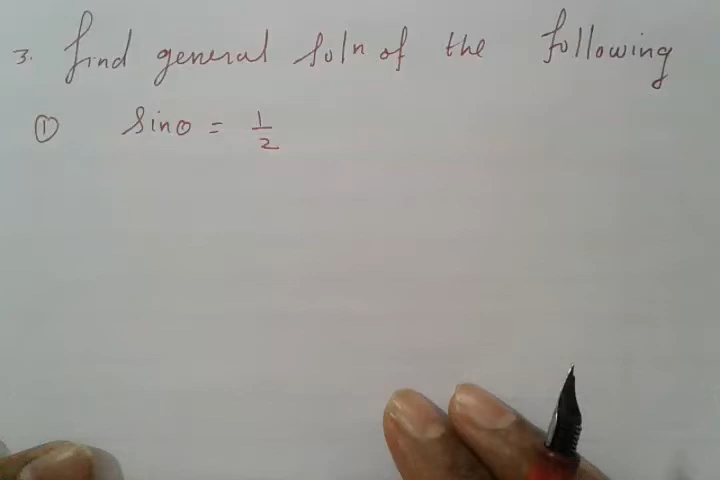 3. find general soln of the following
① sinθ = 1/2